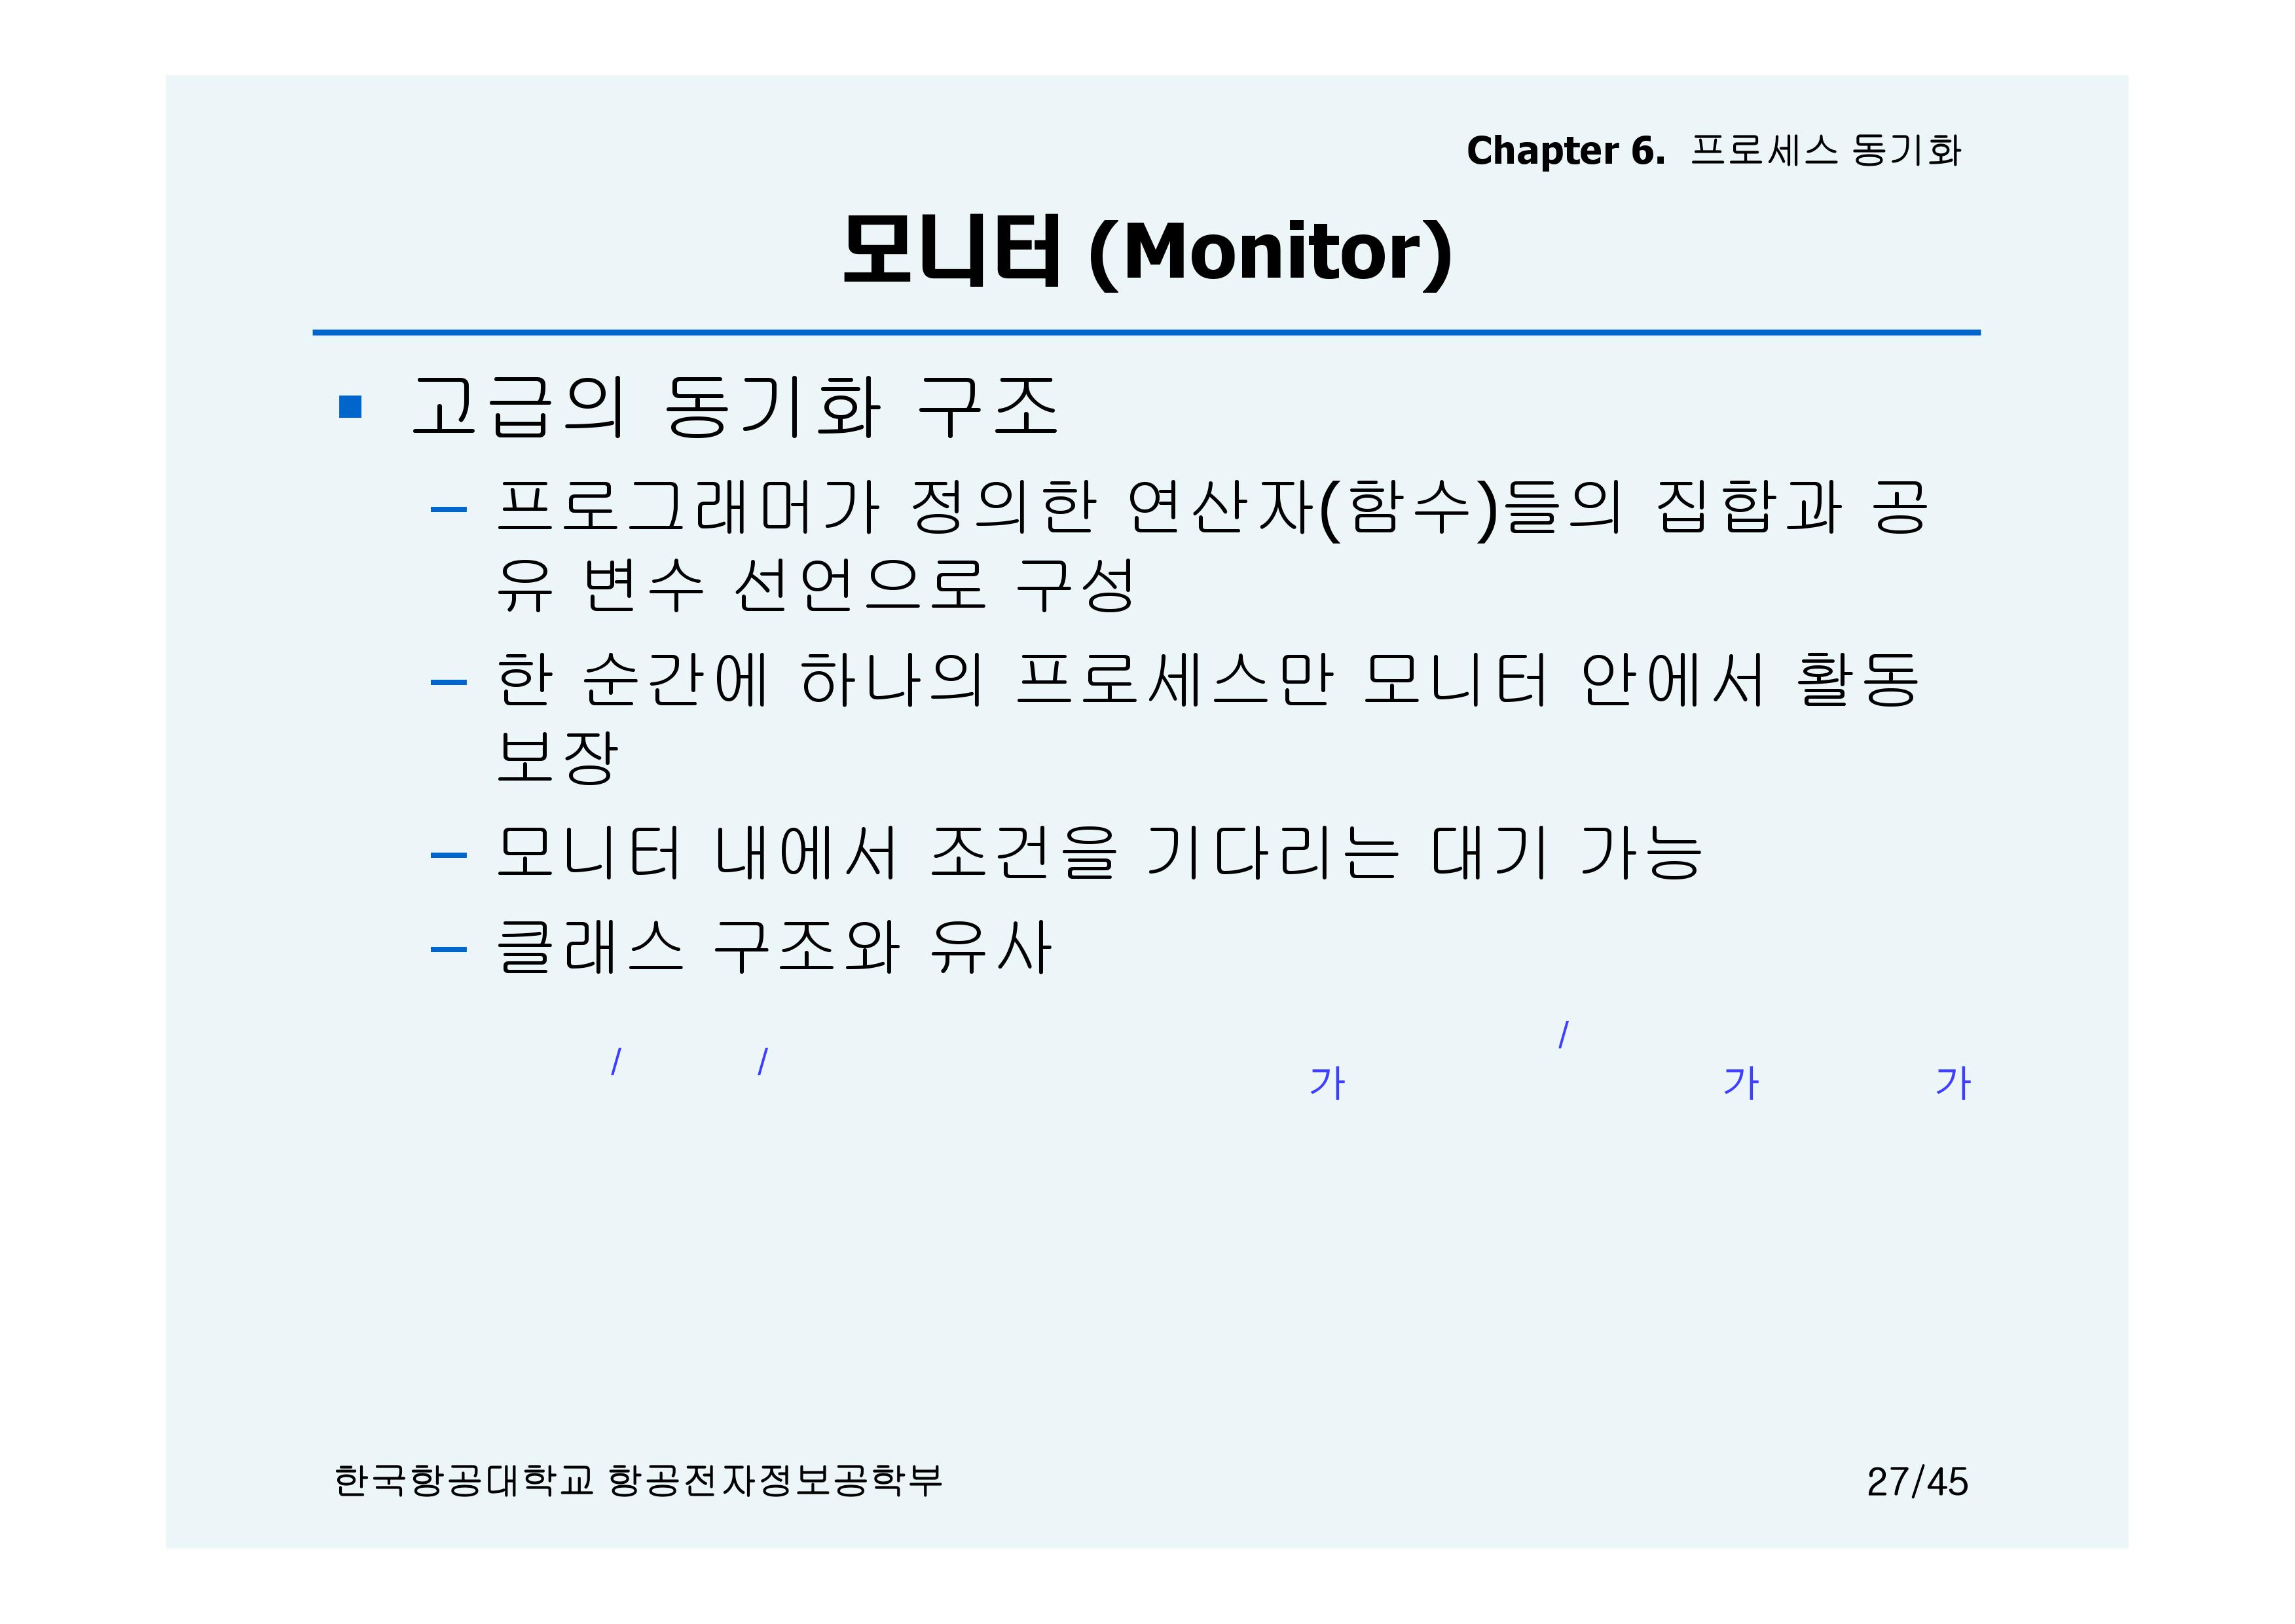 Chapter 6. 프로세스 동기화
모니터 (Monitor)
고급의 동기화 구조
– 프로그래머가 정의한 연산자(함수)들의 집합과 공
유 변수 선언으로 구성
– 한 순간에 하나의 프로세스만 모니터 안에서 활동
보장
– 모니터 내에서 조건을 기다리는 대기 가능
– 클래스 구조와 유사
/ / /
가 가 가
한국항공대학교 항공전자정보공학부 27/45